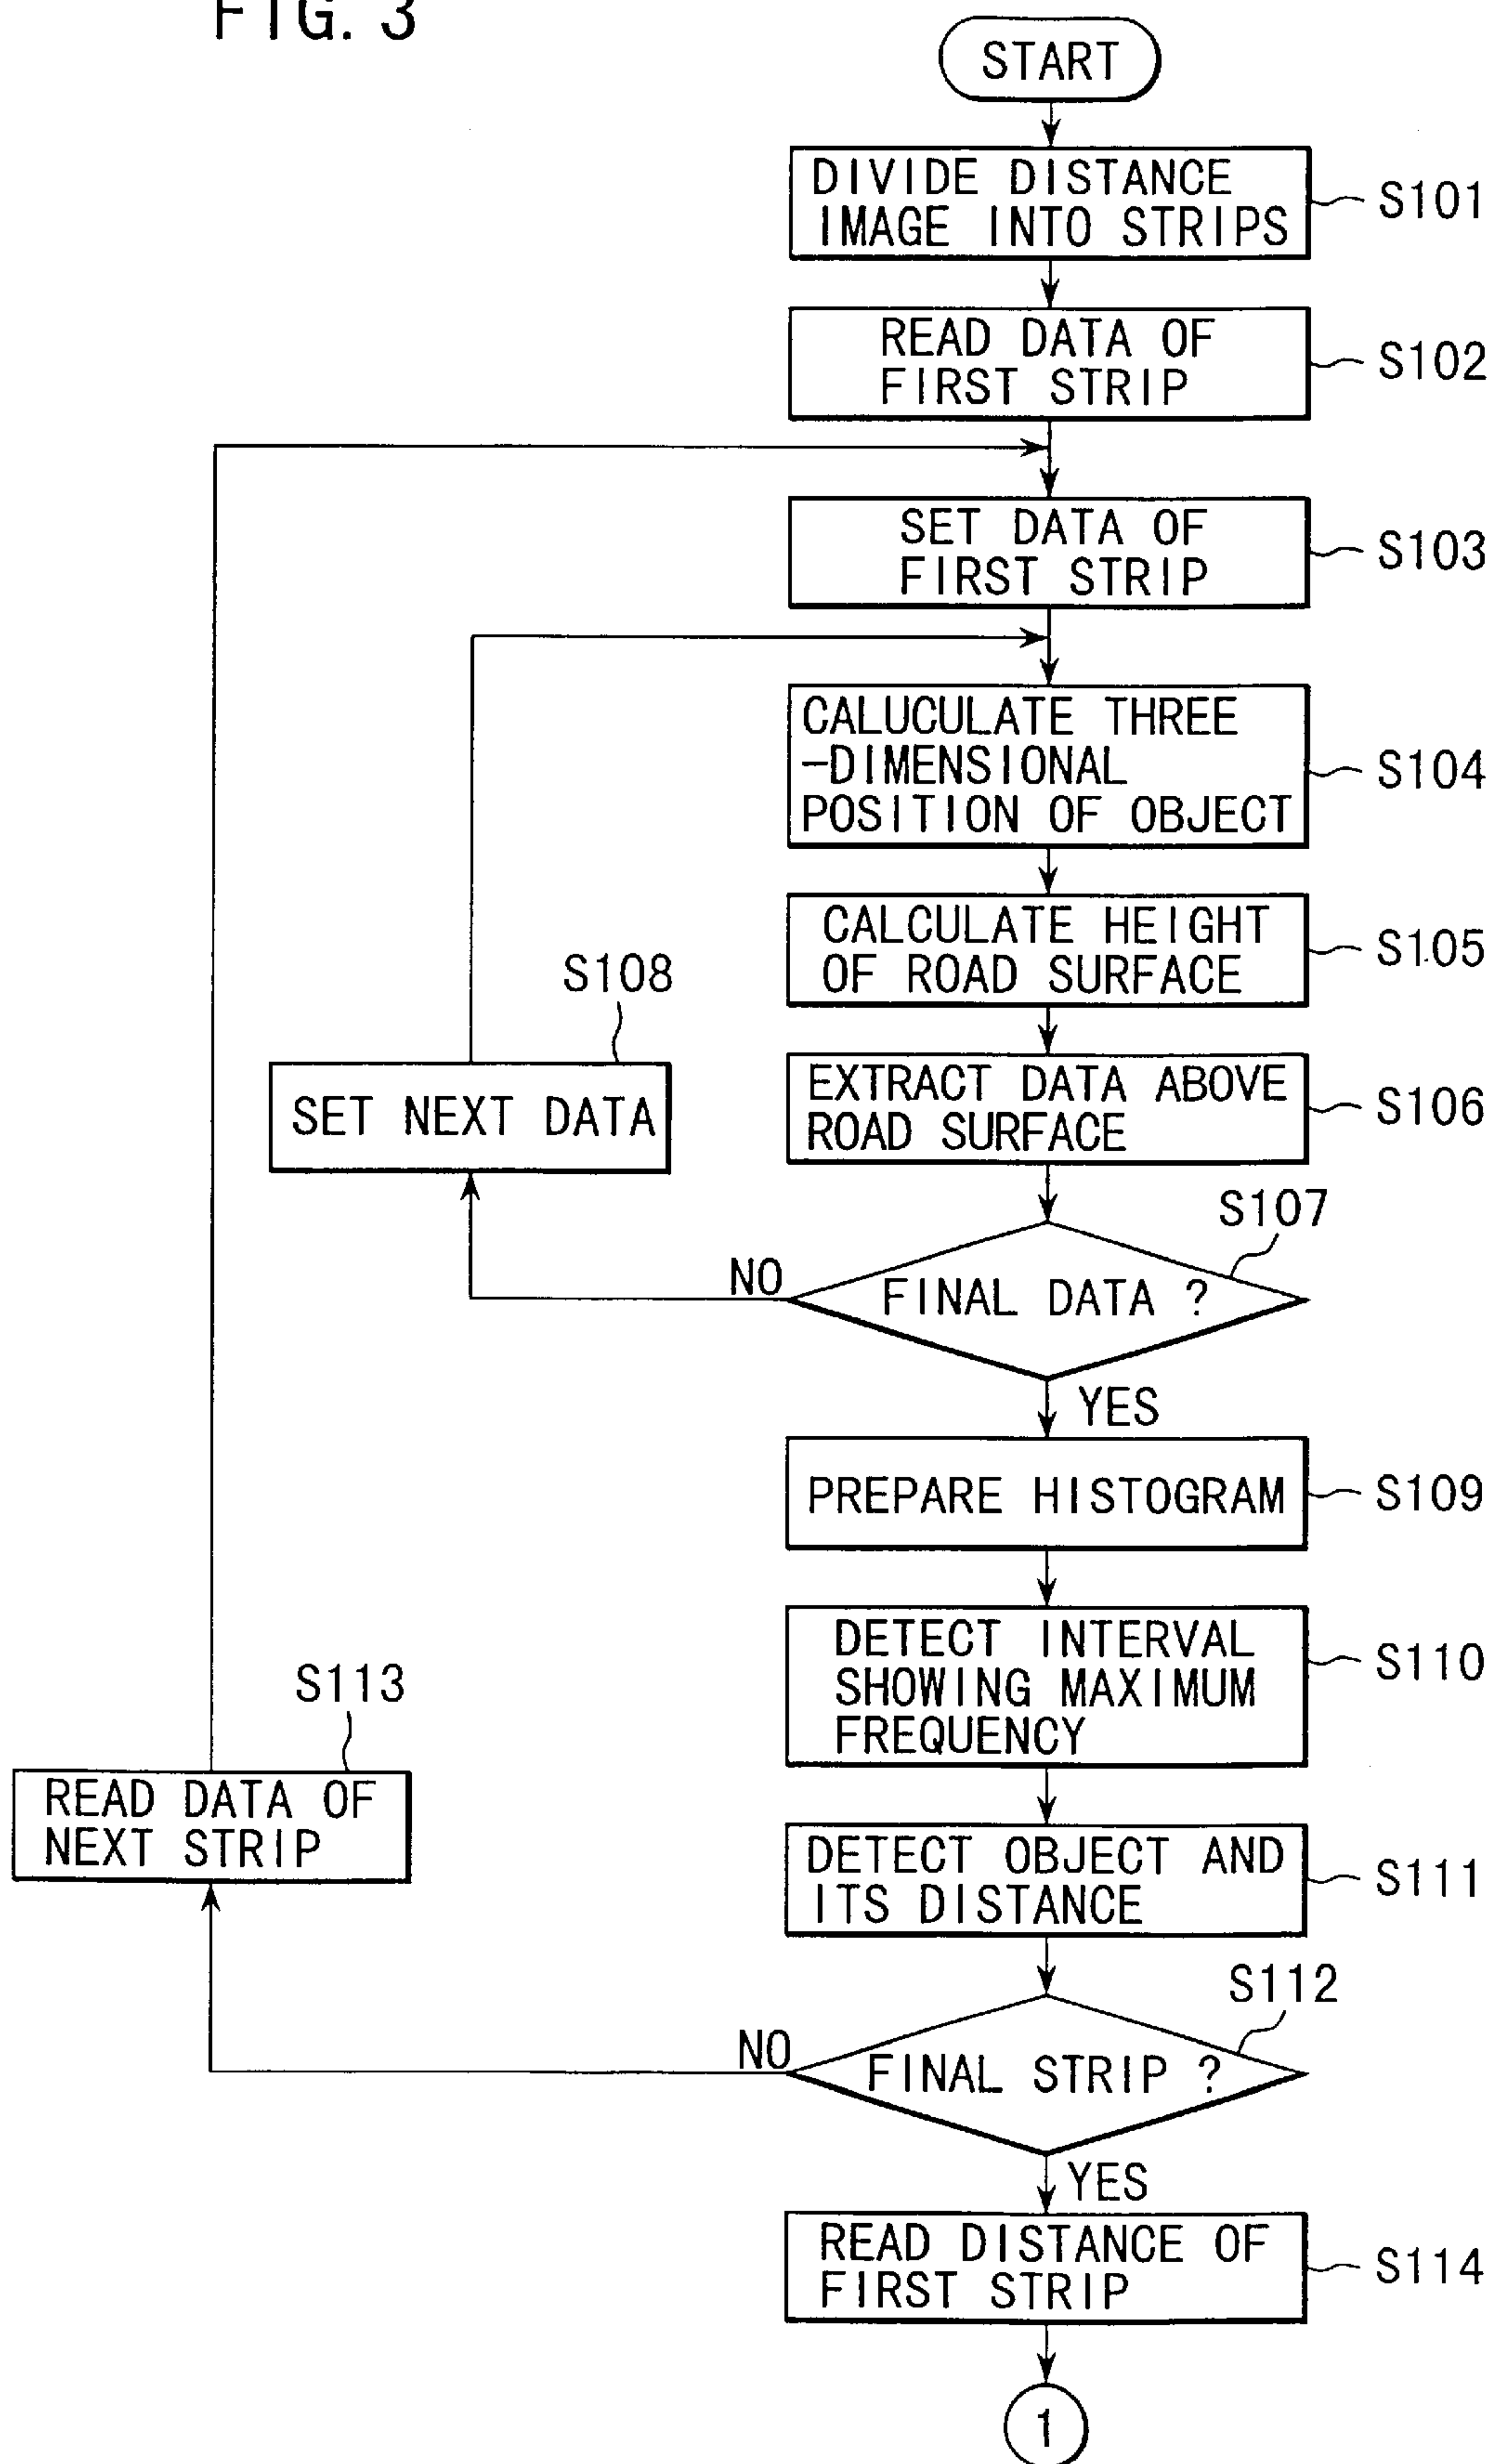 FIG. 3
START
DIVIDE DISTANCE
IMAGE INTO STRIPS
S101
READ DATA OF
FIRST STRIP
S102
SET DATA OF
FIRST STRIP
S103
CALUCULATE THREE
-DIMENSIONAL
POSITION OF OBJECT
S104
CALCULATE HEIGHT
OF ROAD SURFACE
S105
S108
SET NEXT DATA
EXTRACT DATA ABOVE
ROAD SURFACE
S106
S107
NO
FINAL DATA ?
YES
PREPARE HISTOGRAM
S109
DETECT INTERVAL
SHOWING MAXIMUM
FREQUENCY
S110
S113
READ DATA OF
NEXT STRIP
DETECT OBJECT AND
ITS DISTANCE
S111
S112
NO
FINAL STRIP ?
YES
READ DISTANCE OF
FIRST STRIP
S114
1